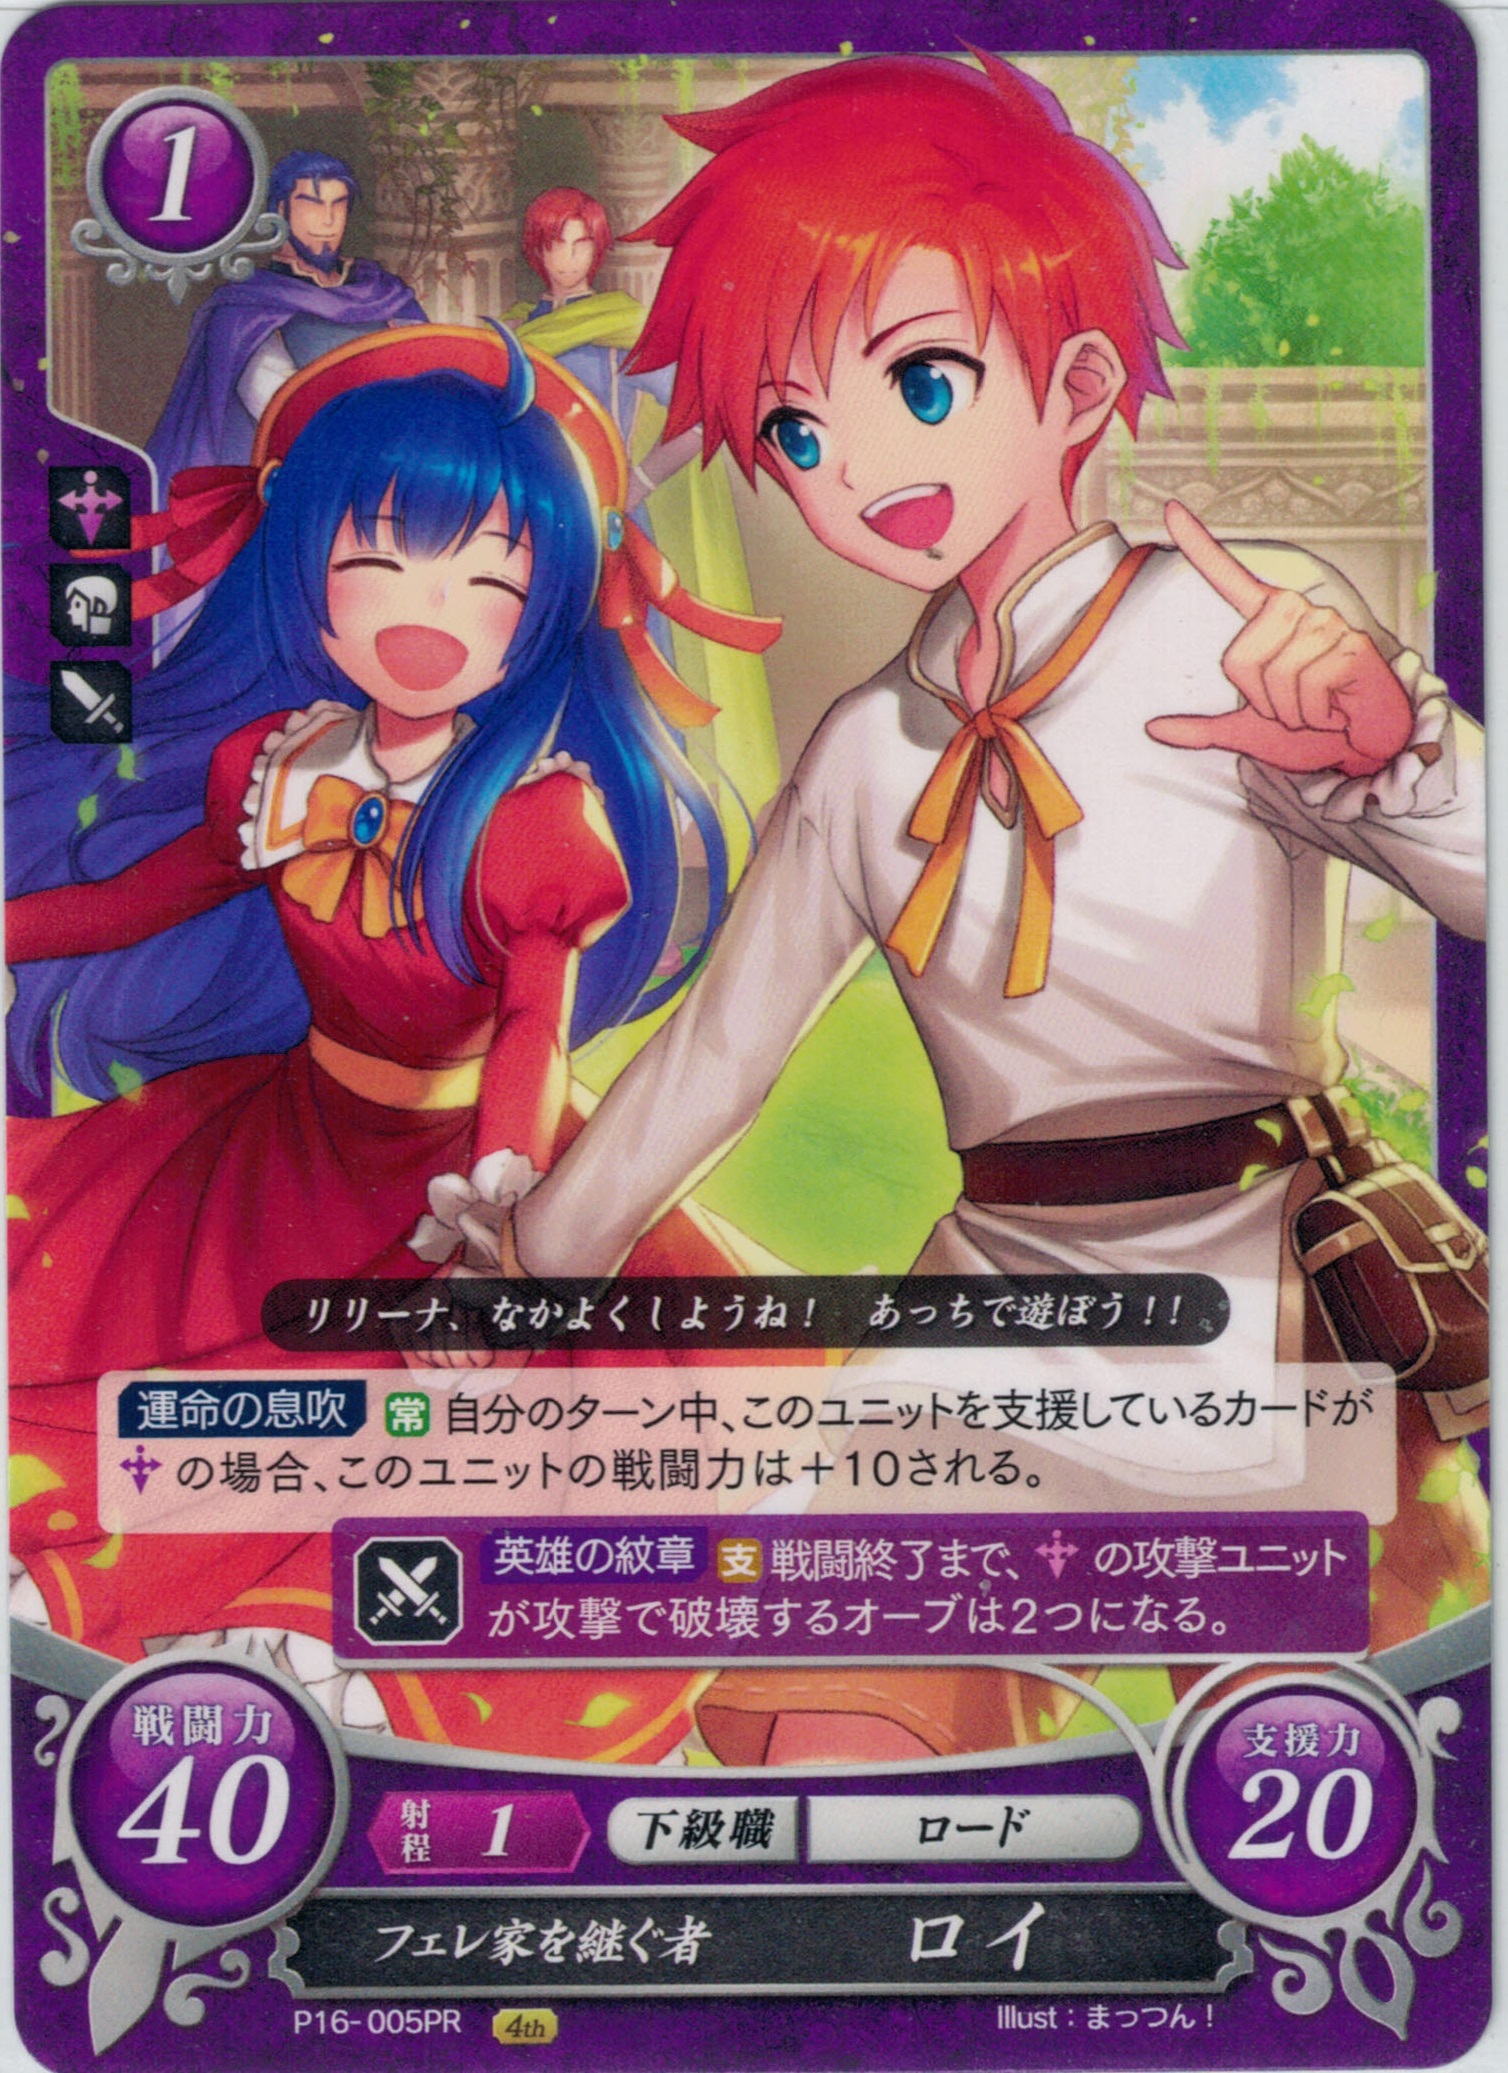 1
リリーナ、なかよくしようね！　あっちで遊ぼう！！
運命の息吹 常 自分のターン中、このユニットを支援しているカードが
の場合、このユニットの戦闘力は＋10される。
英雄の紋章 支 戦闘終了まで、 の攻撃ユニット
が攻撃で破壊するオーブは2つになる。
戦闘力
40
射程 1 下級職 ロード
支援力
20
フェレ家を継ぐ者 ロイ
P16-005PR 4th Illust：まっつん！